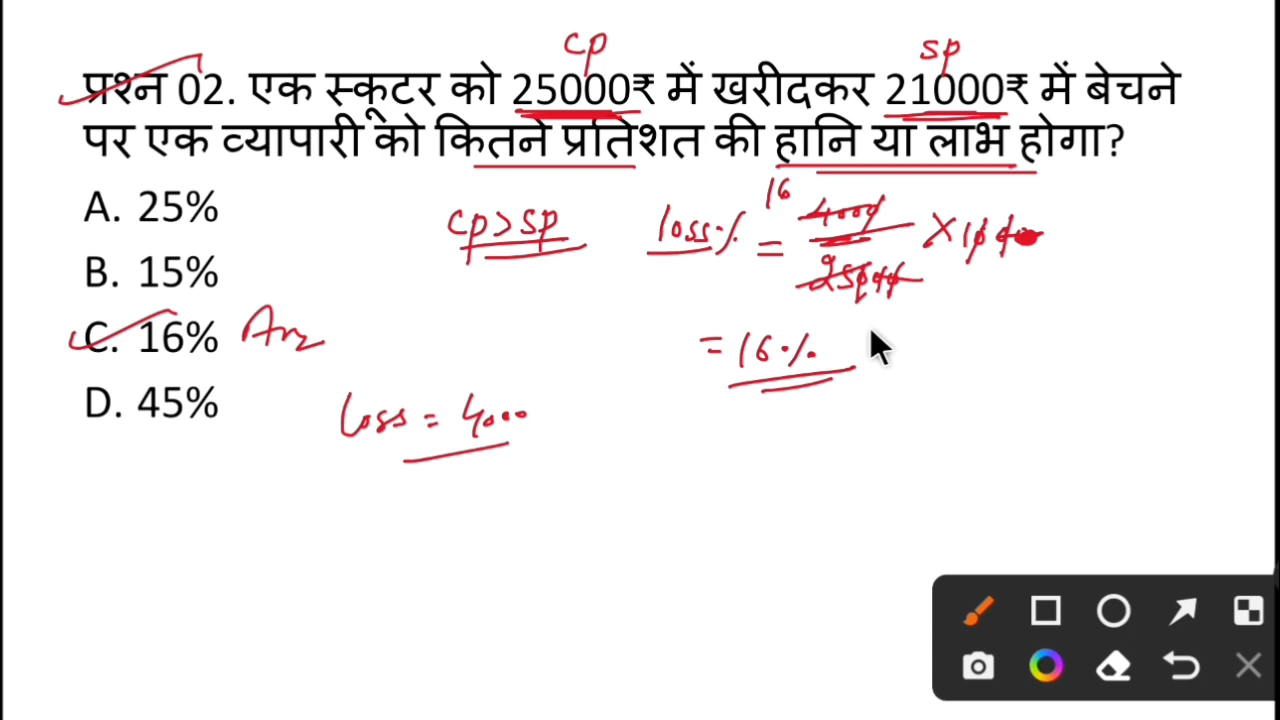 cp sp
प्रश्न 02. एक स्कूटर को 25000₹ में खरीदकर 21000₹ में बेचने
पर एक व्यापारी को कितने प्रतिशत की हानि या लाभ होगा?
A. 25%
cp > sp loss % = 16 4000/25000 × 100
B. 15%
C. 16% Ans
= 16 %
D. 45%
Loss = 4000